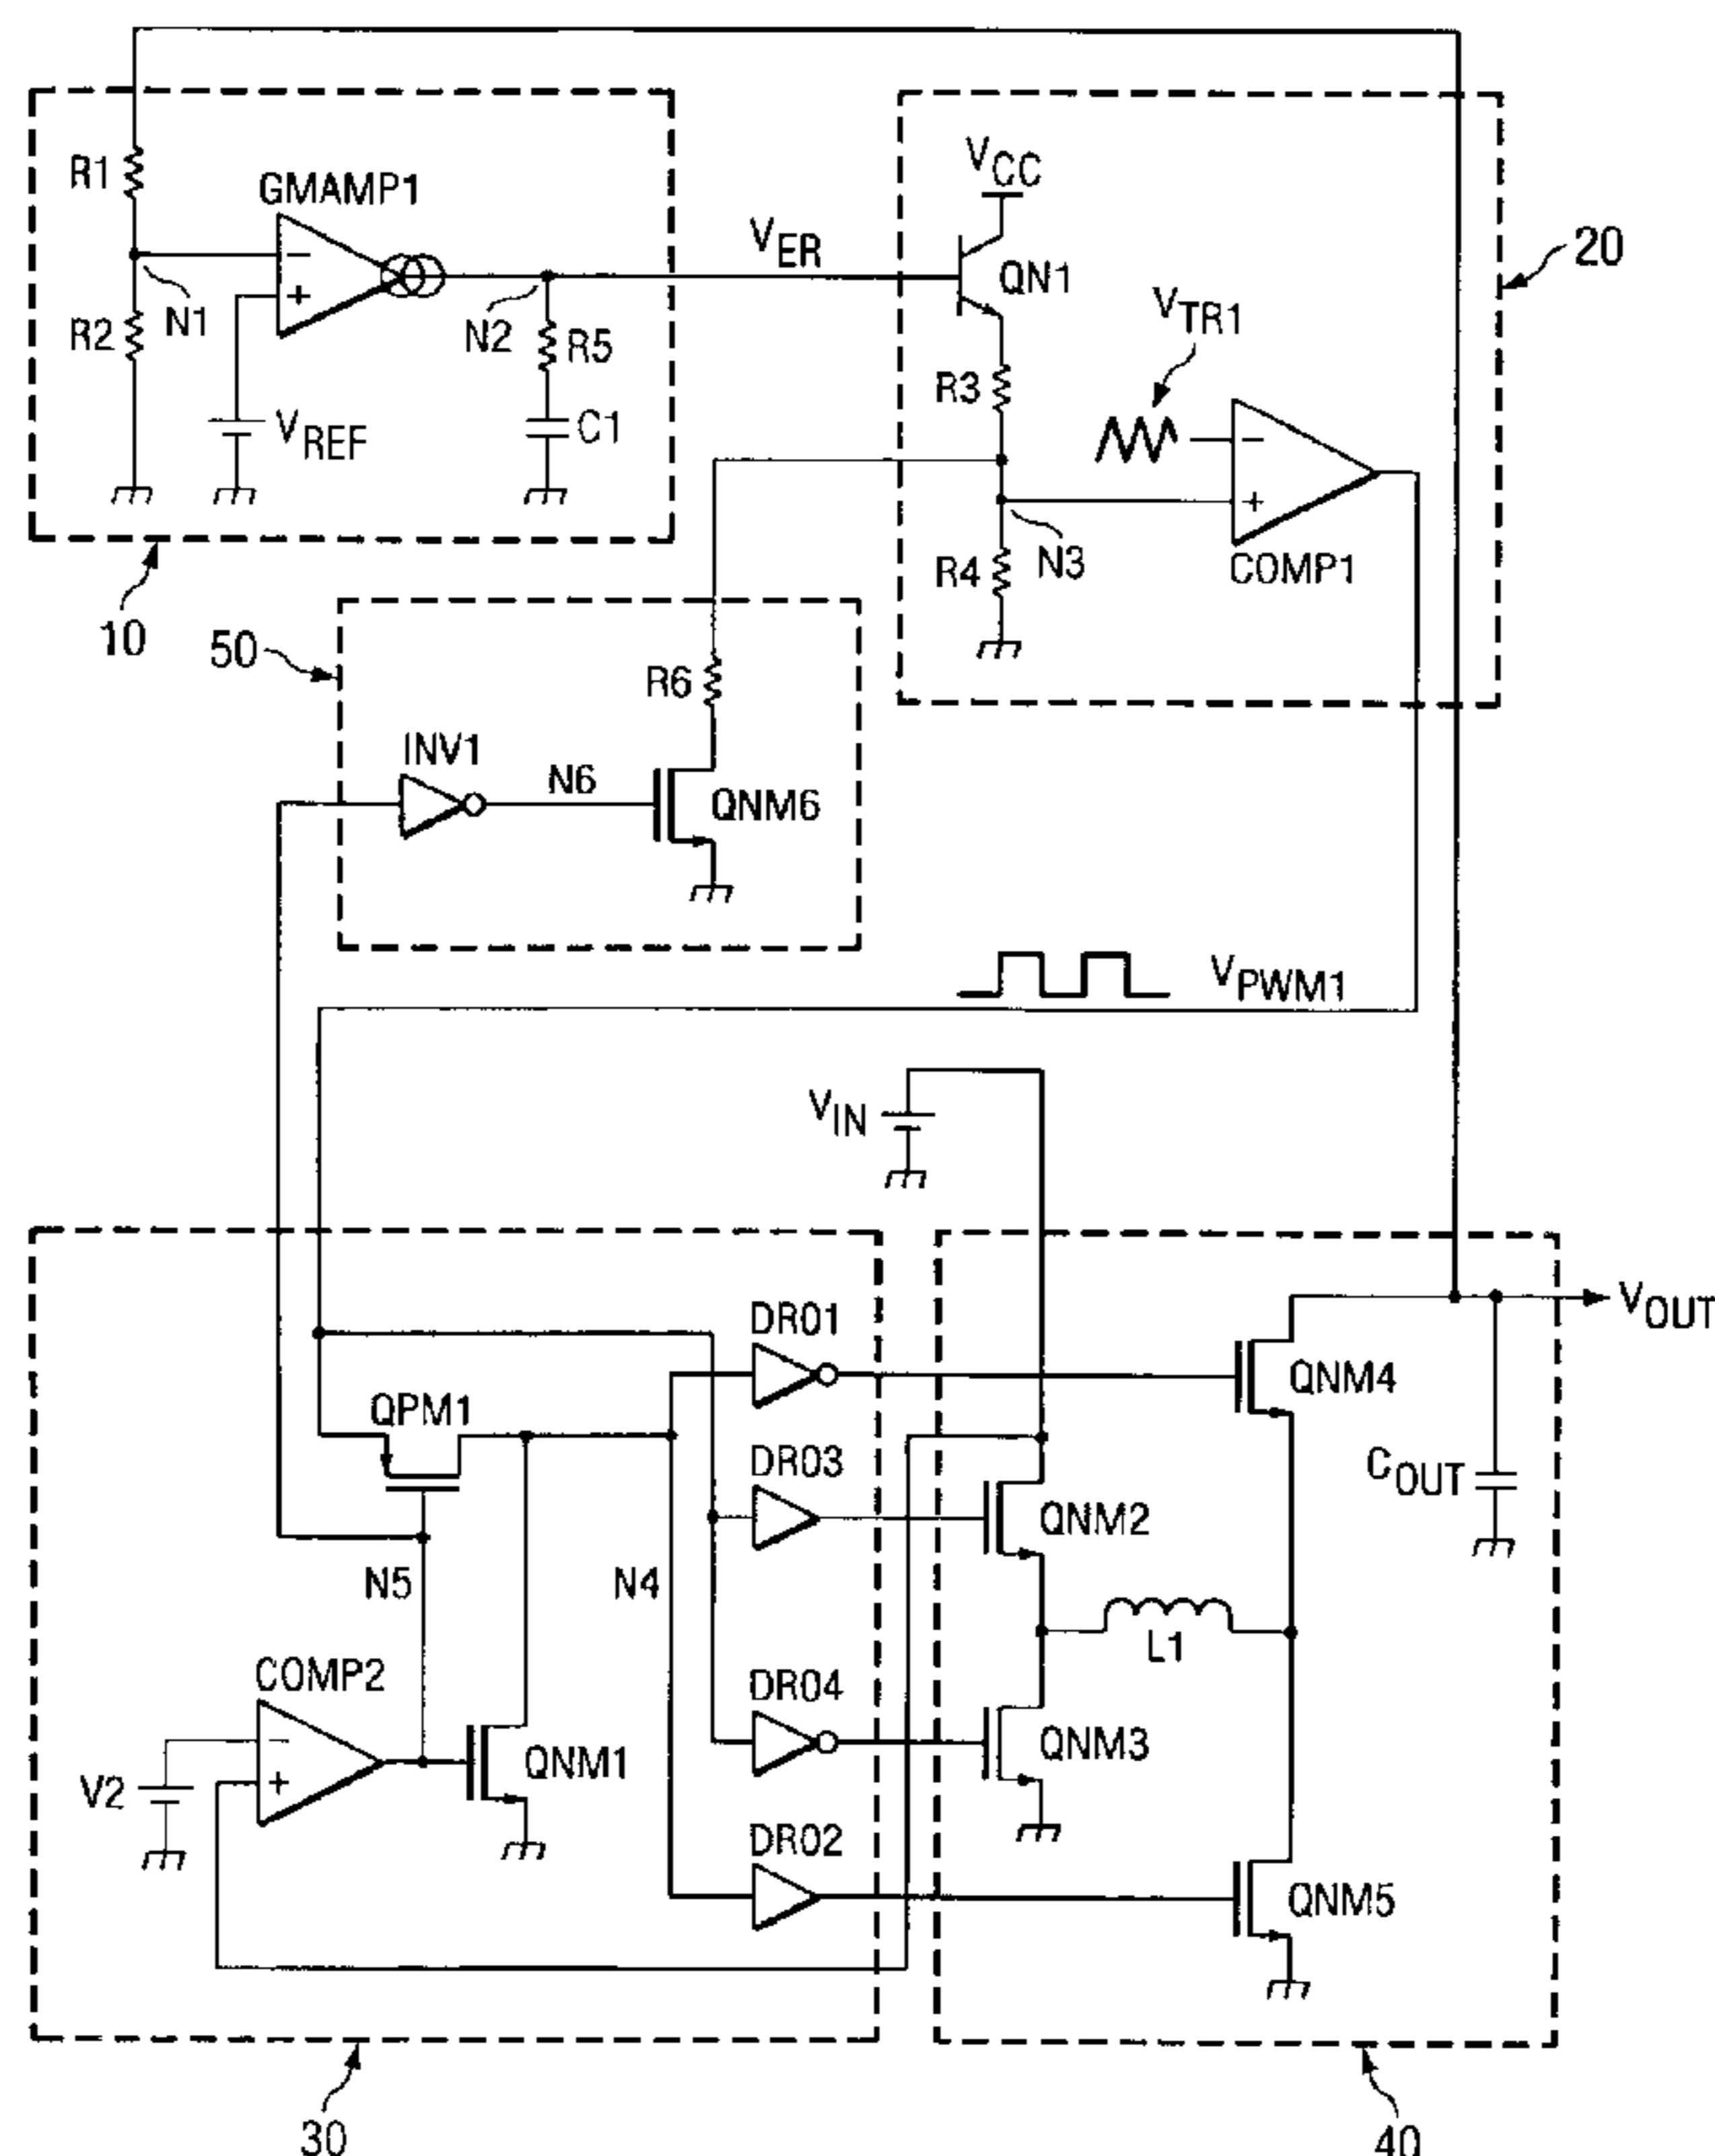 R1
GMAMP1
VCC
VER
QN1
20
N1
R2
N2
R5
VTR1
R3
VREF
C1
R4
N3
COMP1
10
50
R6
INV1
N6
QNM6
VPWM1
VIN
DR01
VOUT
QNM4
QPM1
DR03
COUT
QNM2
N5
N4
L1
COMP2
DR04
QNM3
QNM1
V2
DR02
QNM5
30
40